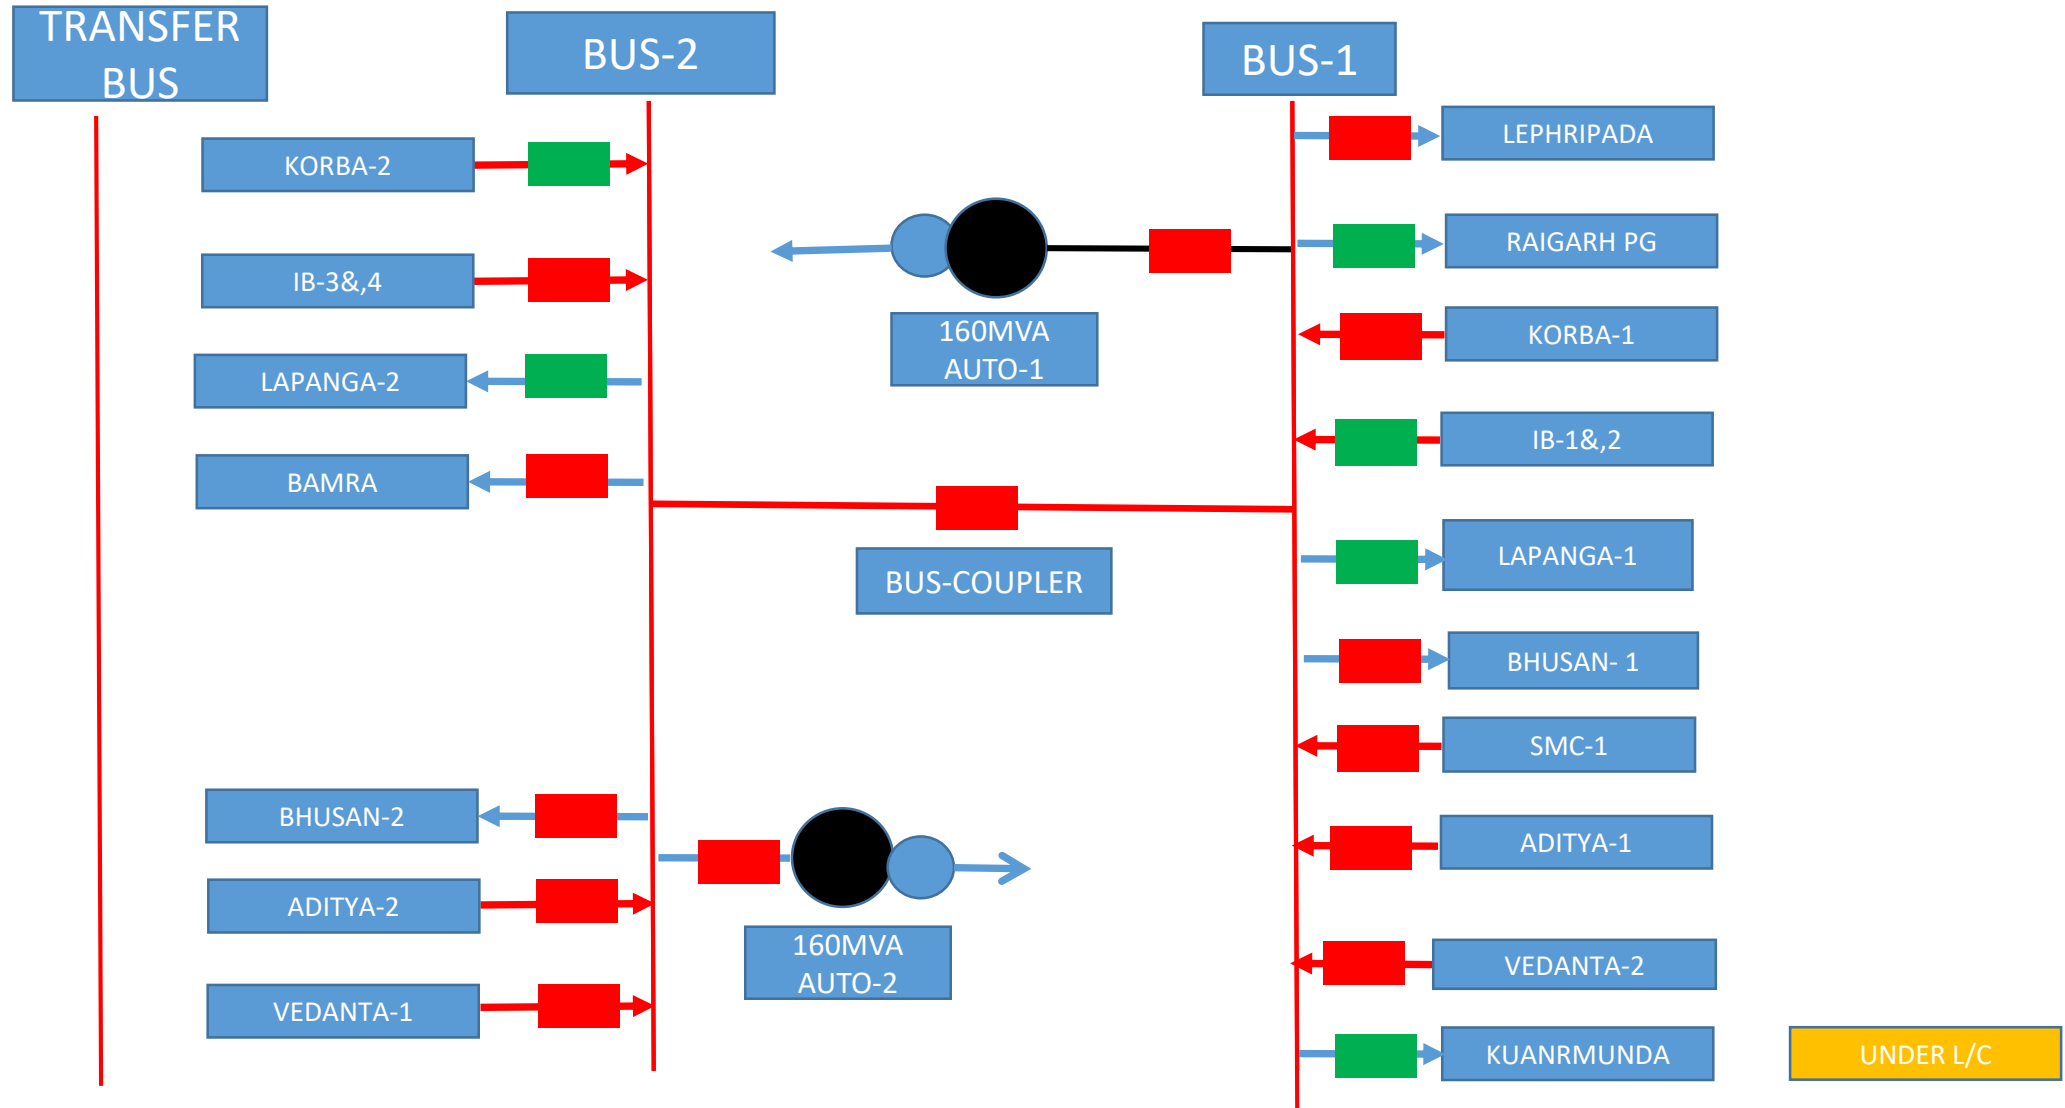 TRANSFER
BUS
BUS-2
BUS-1
KORBA-2
IB-3&,4
LAPANGA-2
BAMRA
BHUSAN-2
ADITYA-2
VEDANTA-1
160MVA
AUTO-1
BUS-COUPLER
160MVA
AUTO-2
LEPHRIPADA
RAIGARH PG
KORBA-1
IB-1&,2
LAPANGA-1
BHUSAN- 1
SMC-1
ADITYA-1
VEDANTA-2
KUANRMUNDA
UNDER L/C